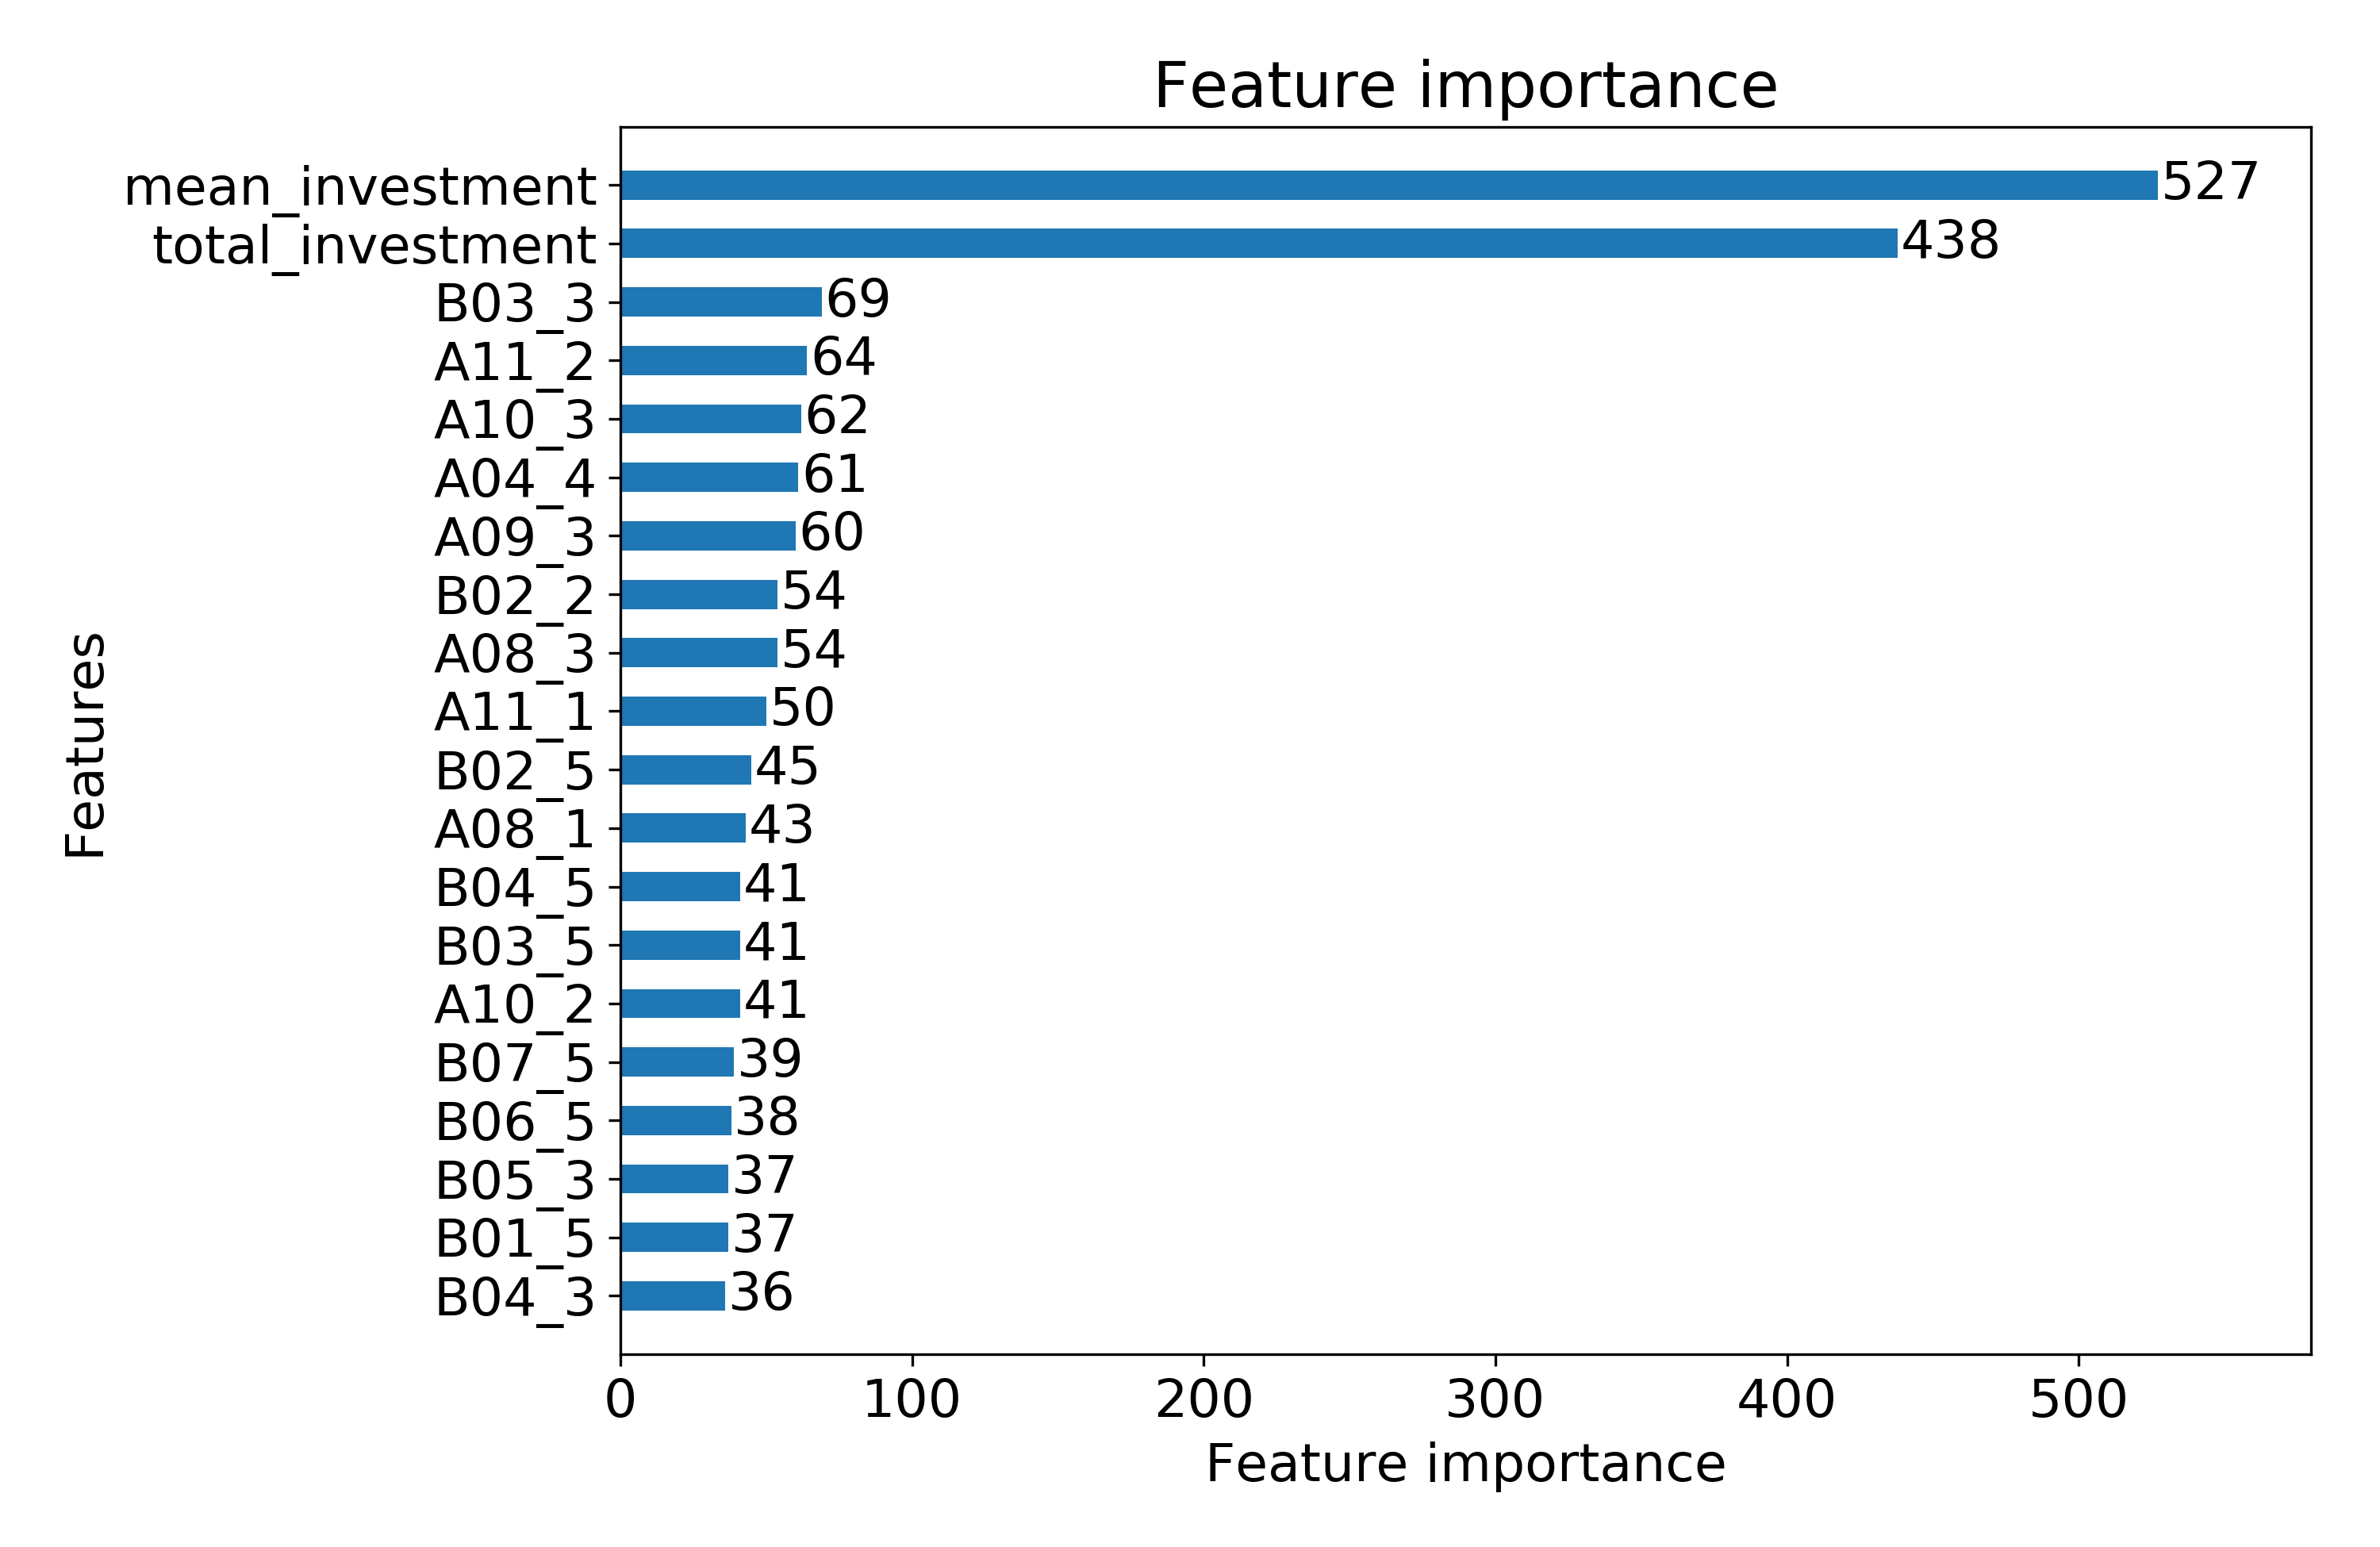 Feature importance
mean_investment 527
total_investment 438
B03_3 69
A11_2 64
A10_3 62
A04_4 61
A09_3 60
B02_2 54
A08_3 54
A11_1 50
B02_5 45
A08_1 43
B04_5 41
B03_5 41
A10_2 41
B07_5 39
B06_5 38
B05_3 37
B01_5 37
B04_3 36
Features
0 100 200 300 400 500
Feature importance